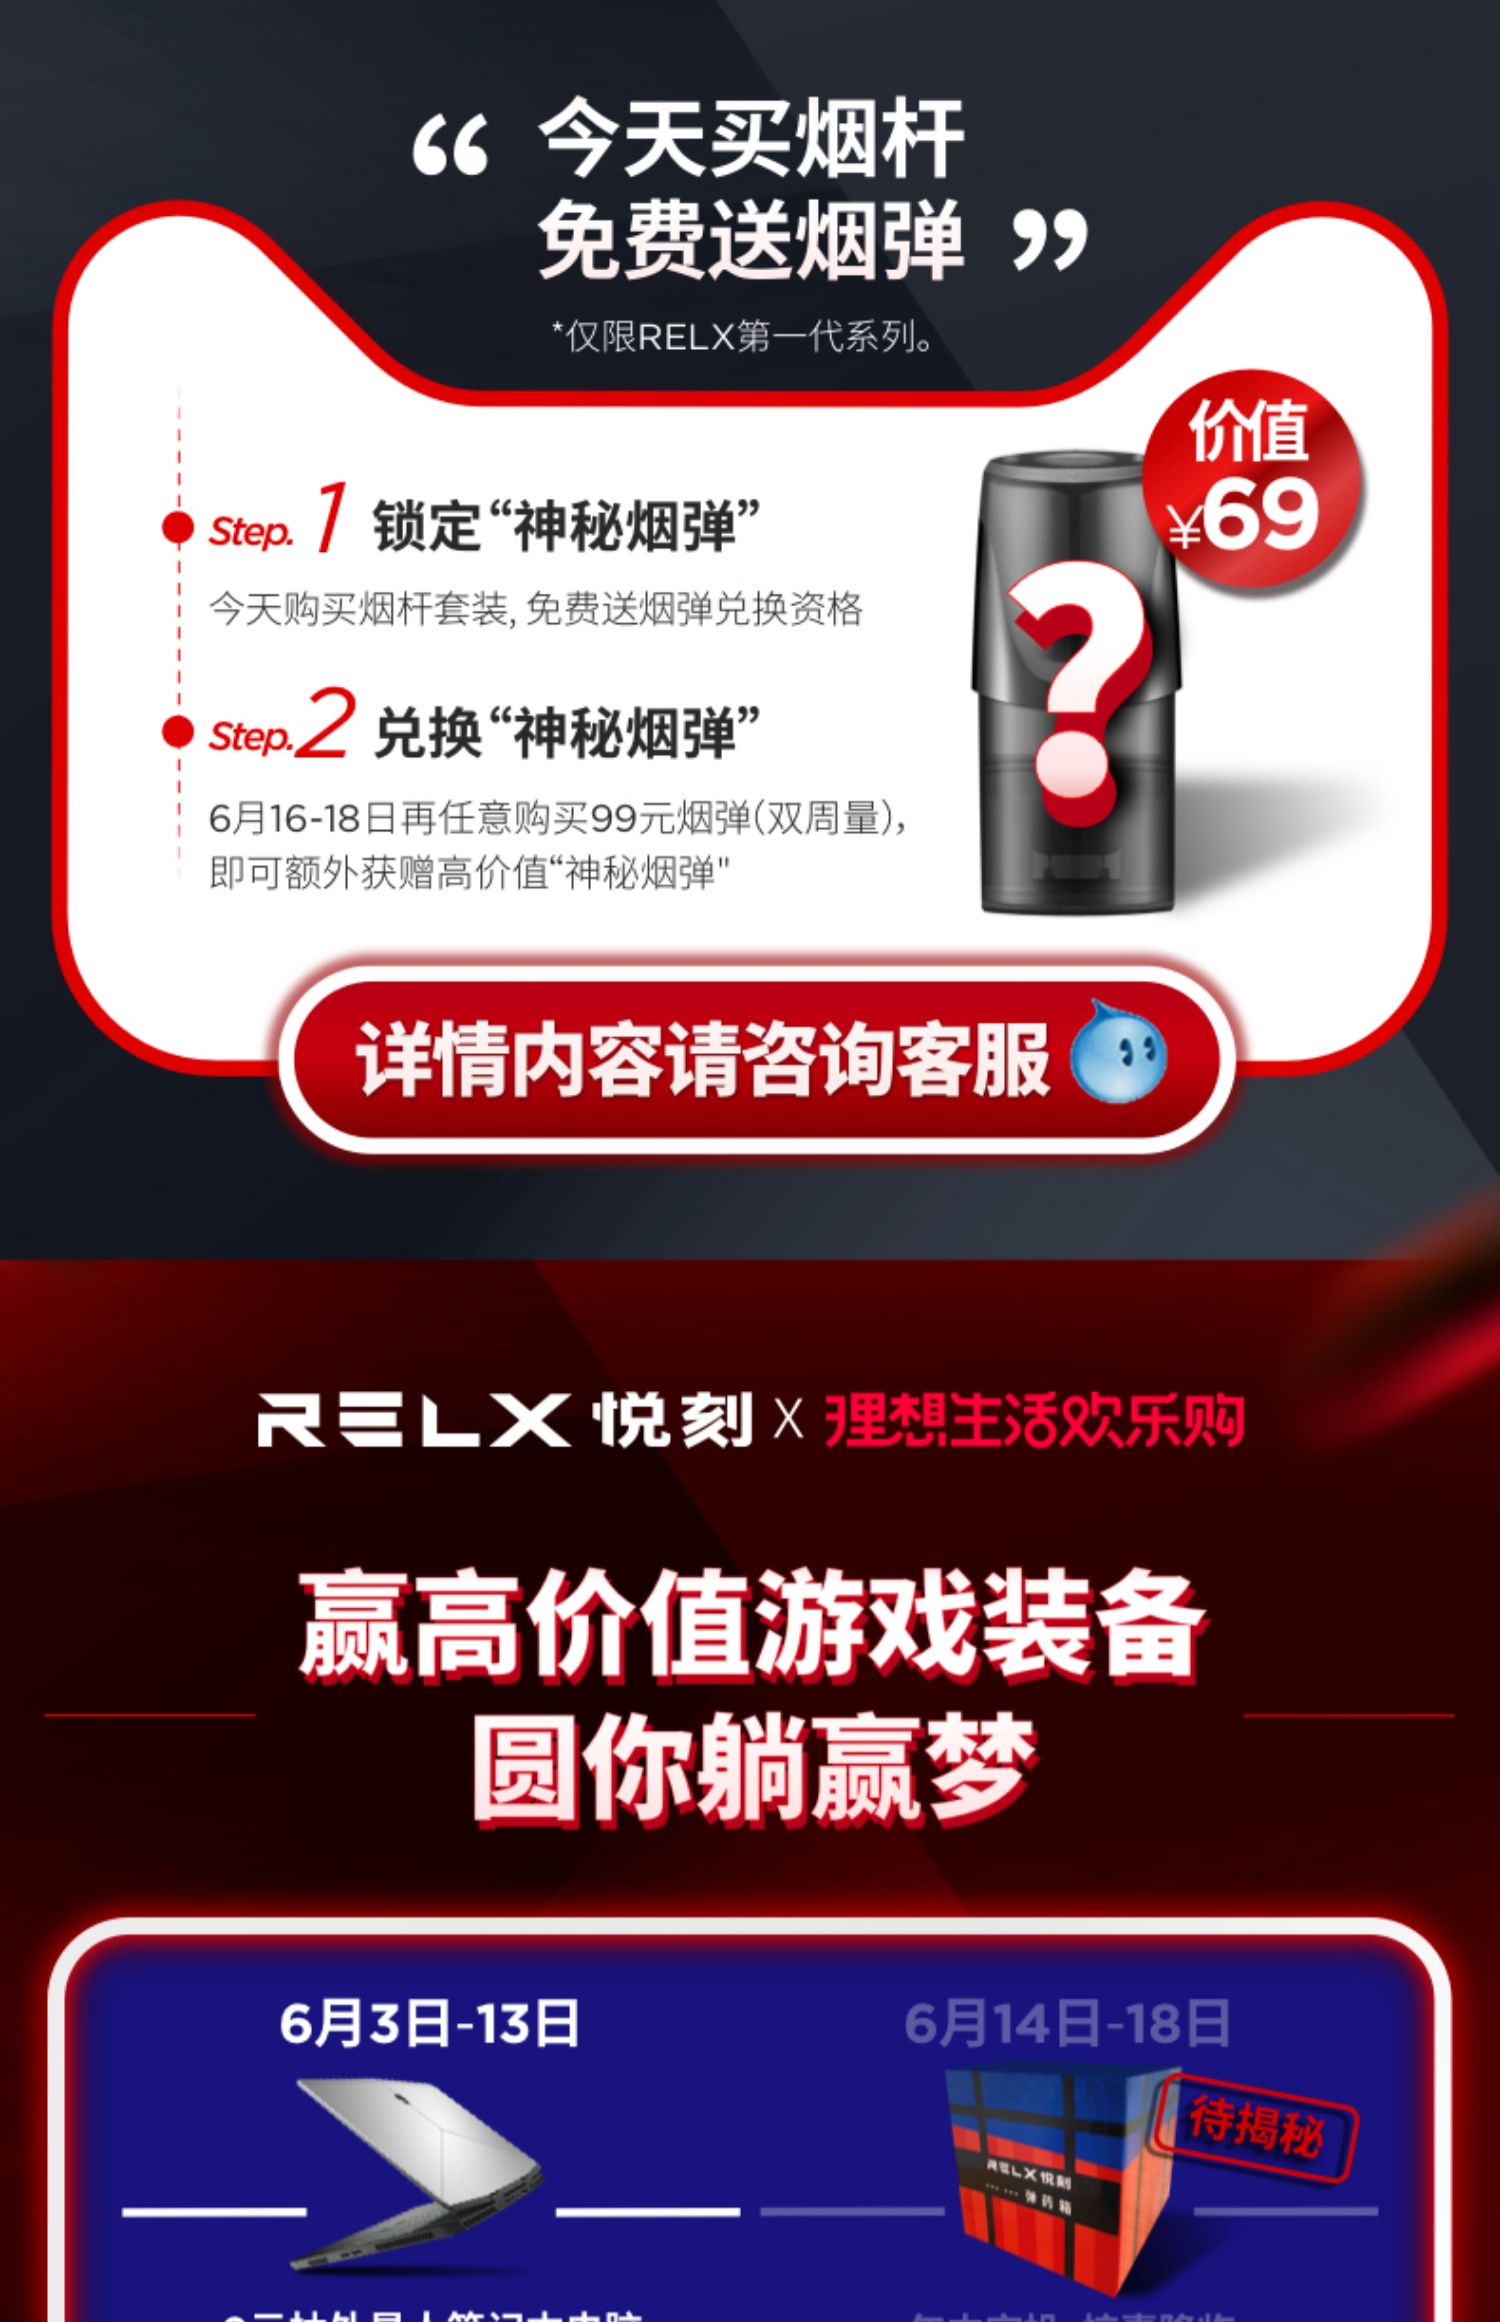 “ 今天买烟杆
免费送烟弹 ”
*仅限RELX第一代系列。
价值
¥69
Step. 1 锁定“神秘烟弹”
今天购买烟杆套装, 免费送烟弹兑换资格
Step. 2 兑换“神秘烟弹”
6月16-18日再任意购买99元烟弹(双周量),
即可额外获赠高价值“神秘烟弹"
详情内容请咨询客服
RELX 悦刻 X 理想生活欢乐购
赢高价值游戏装备
圆你躺赢梦
6月3日-13日
6月14日-18日
待揭秘
RELX悦刻
弹药箱